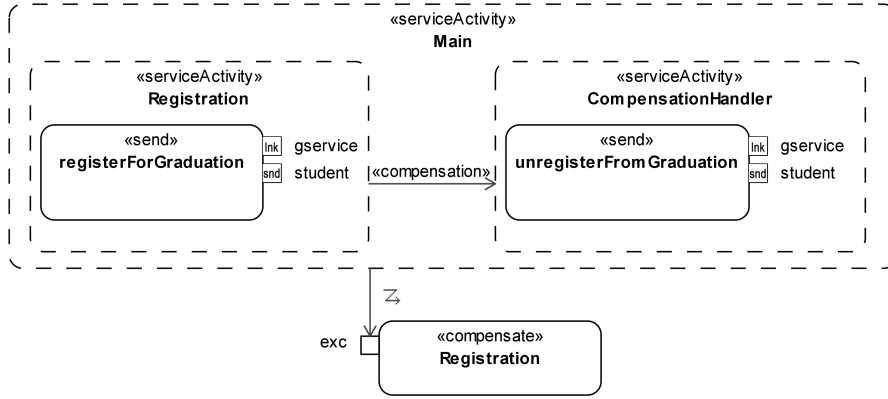 «serviceActivity»
Main
«serviceActivity»
Registration
«send»
registerForGraduation
lnk gservice
snd student
«compensation»
«serviceActivity»
CompensationHandler
«send»
unregisterFromGraduation
lnk gservice
snd student
exc
«compensate»
Registration